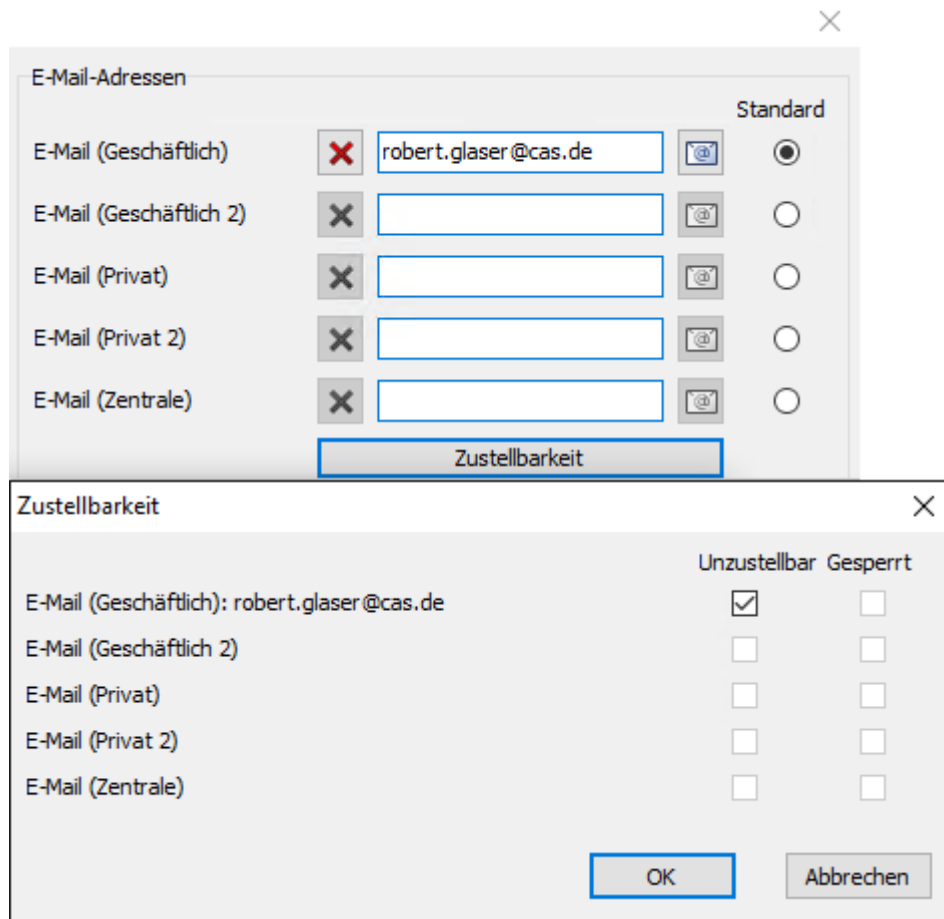 E-Mail-Adressen
Standard
E-Mail (Geschäftlich) robert.glaser@cas.de
E-Mail (Geschäftlich 2)
E-Mail (Privat)
E-Mail (Privat 2)
E-Mail (Zentrale)
Zustellbarkeit
Zustellbarkeit
Unzustellbar Gesperrt
E-Mail (Geschäftlich): robert.glaser@cas.de
E-Mail (Geschäftlich 2)
E-Mail (Privat)
E-Mail (Privat 2)
E-Mail (Zentrale)
OK Abbrechen